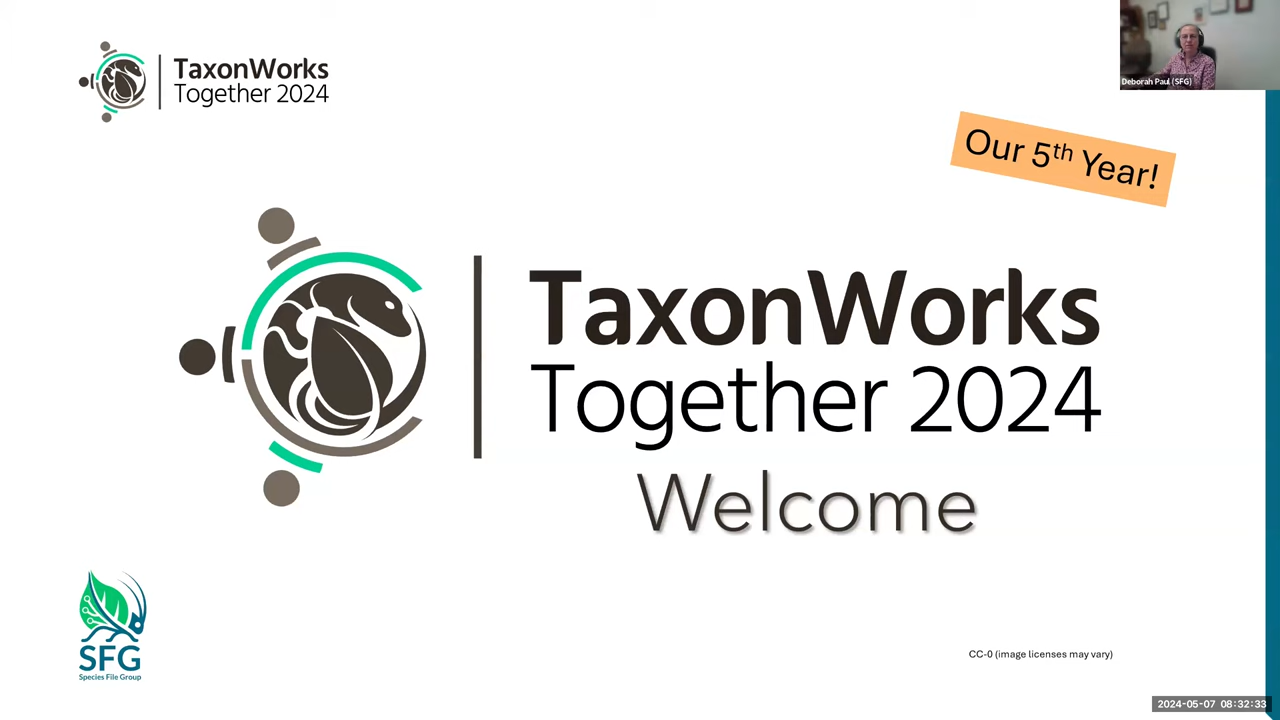 TaxonWorks
Together 2024
Deborah Paul (SFG)
Our 5th Year!
TaxonWorks
Together 2024
Welcome
SFG
Species File Group
CC-0 (image licenses may vary)
2024-05-07 08:32:33